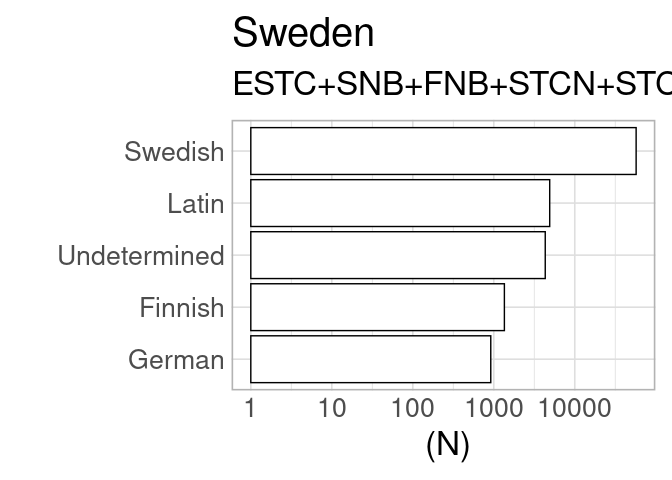 Sweden
ESTC+SNB+FNB+STCN+STC
Swedish
Latin
Undetermined
Finnish
German
1 10 100 1000 10000
(N)